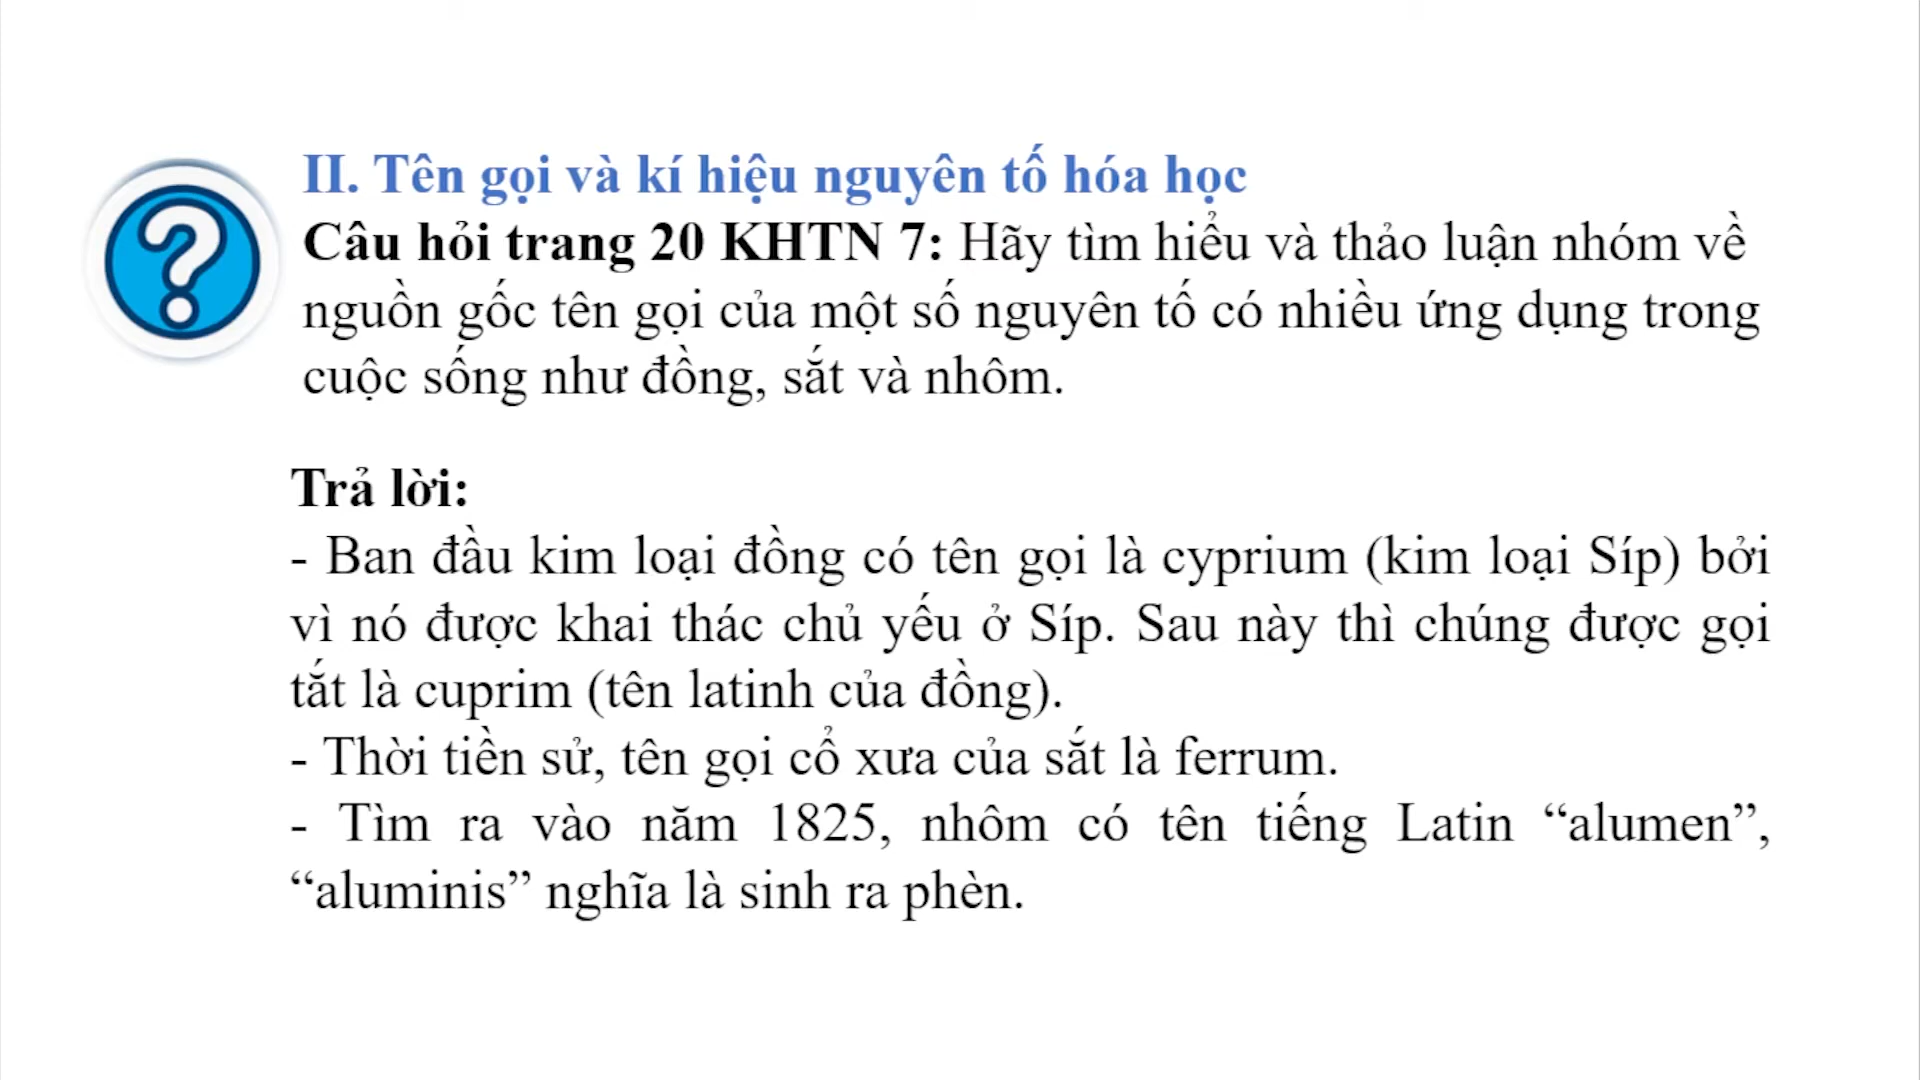 II. Tên gọi và kí hiệu nguyên tố hóa học
Câu hỏi trang 20 KHTN 7: Hãy tìm hiểu và thảo luận nhóm về
nguồn gốc tên gọi của một số nguyên tố có nhiều ứng dụng trong
cuộc sống như đồng, sắt và nhôm.
Trả lời:
- Ban đầu kim loại đồng có tên gọi là cyprium (kim loại Síp) bởi
vì nó được khai thác chủ yếu ở Síp. Sau này thì chúng được gọi
tắt là cuprim (tên latinh của đồng).
- Thời tiền sử, tên gọi cổ xưa của sắt là ferrum.
- Tìm ra vào năm 1825, nhôm có tên tiếng Latin “alumen”,
“aluminis” nghĩa là sinh ra phèn.